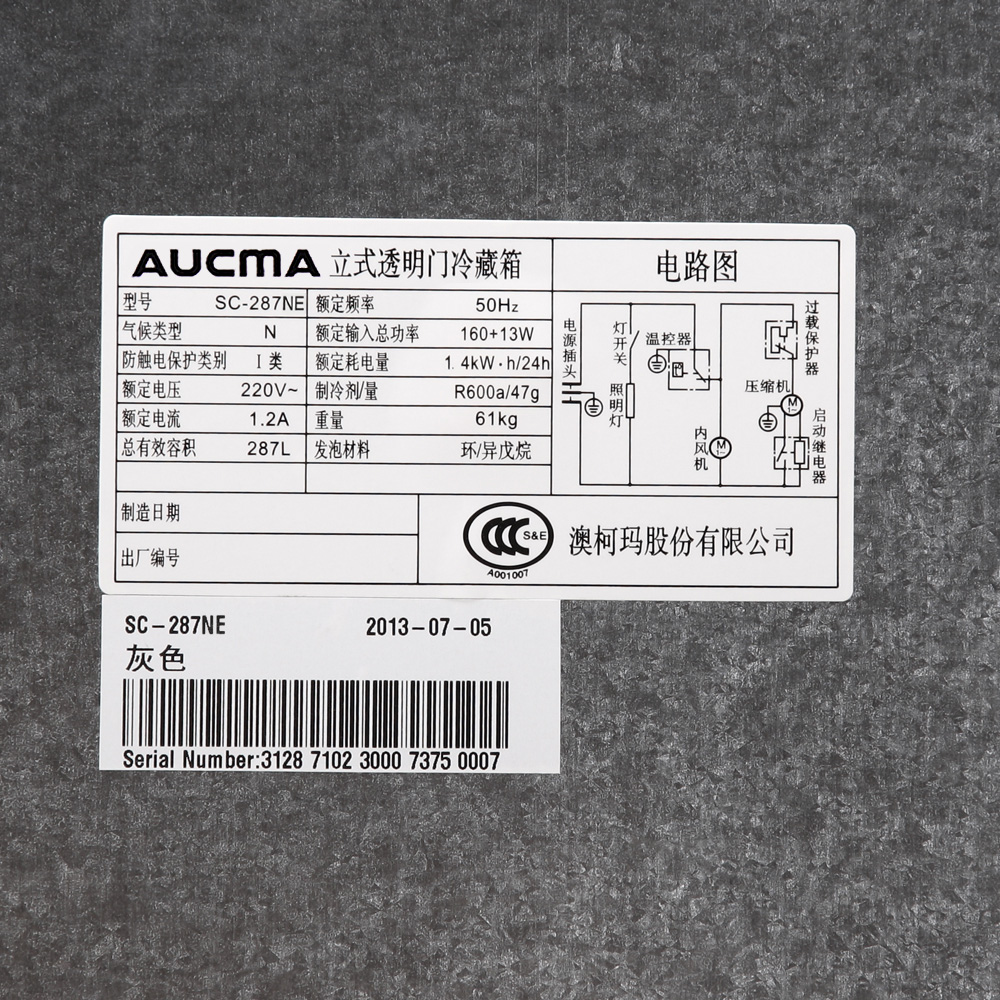 AUCMA 立式透明门冷藏箱
型号 SC-287NE 额定频率 50Hz
气候类型 N 额定输入总功率 160+13W
防触电保护类别 I 类 额定耗电量 1.4kW·h/24h
额定电压 220V~ 制冷剂/量 R600a/47g
额定电流 1.2A 重量 61kg
总有效容积 287L 发泡材料 环/异戊烷
电路图
电源插头
灯开关
照明灯
温控器
内风机
M
1~
过载保护器
压缩机
M
1~
启动继电器
制造日期
出厂编号
CCC S&E
A001007
澳柯玛股份有限公司
SC-287NE 2013-07-05
灰色
Serial Number:3128 7102 3000 7375 0007